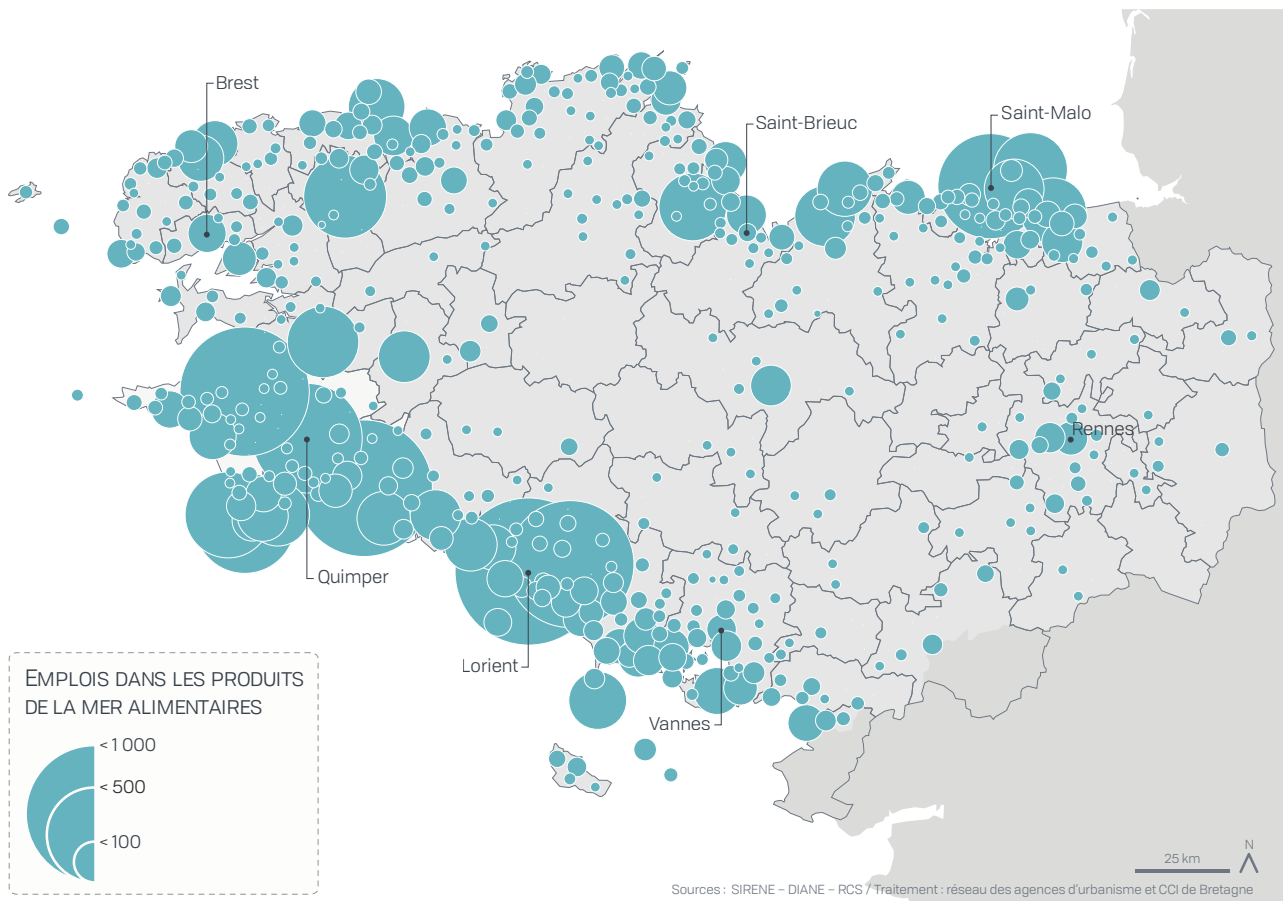 Brest
Saint-Malo
Saint-Brieuc
Rennes
Quimper
Lorient
Vannes
EMPLOIS DANS LES PRODUITS
DE LA MER ALIMENTAIRES
< 1 000
< 500
< 100
N
25 km
Sources : SIRENE – DIANE – RCS / Traitement : réseau des agences d'urbanisme et CCI de Bretagne